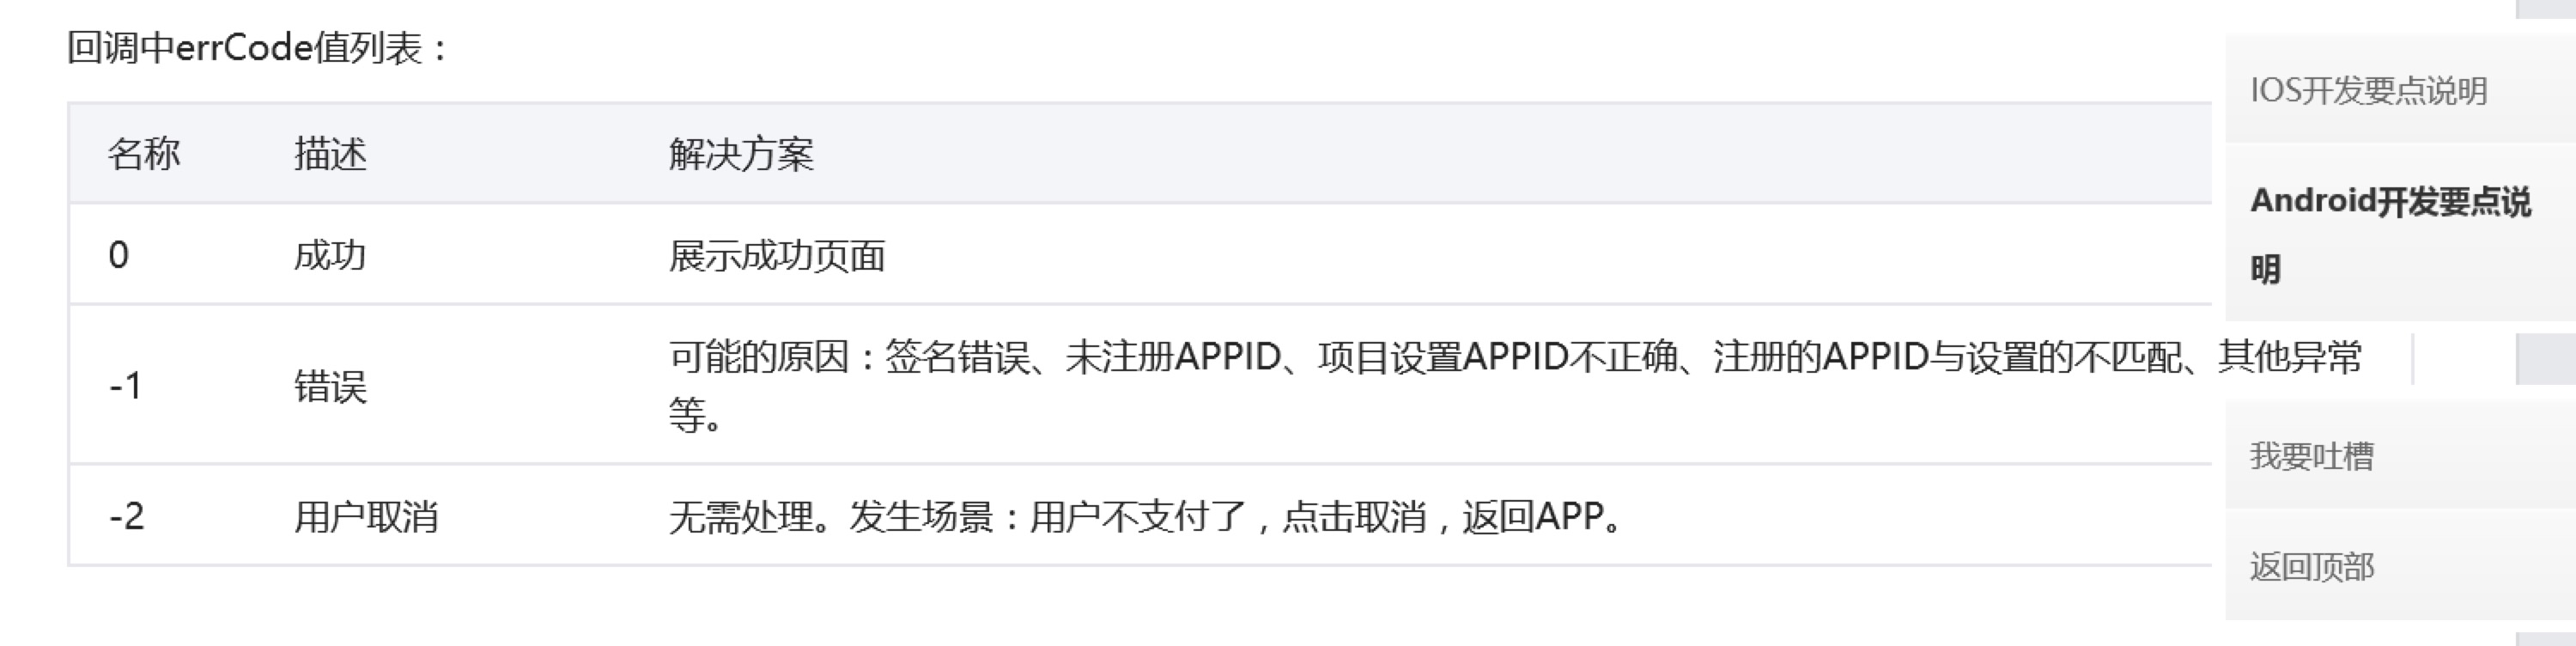 回调中errCode值列表：
名称 描述 解决方案
0 成功 展示成功页面
-1 错误 可能的原因：签名错误、未注册APPID、项目设置APPID不正确、注册的APPID与设置的不匹配、其他异常
等。
-2 用户取消 无需处理。发生场景：用户不支付了，点击取消，返回APP。
IOS开发要点说明
Android开发要点说
明
我要吐槽
返回顶部